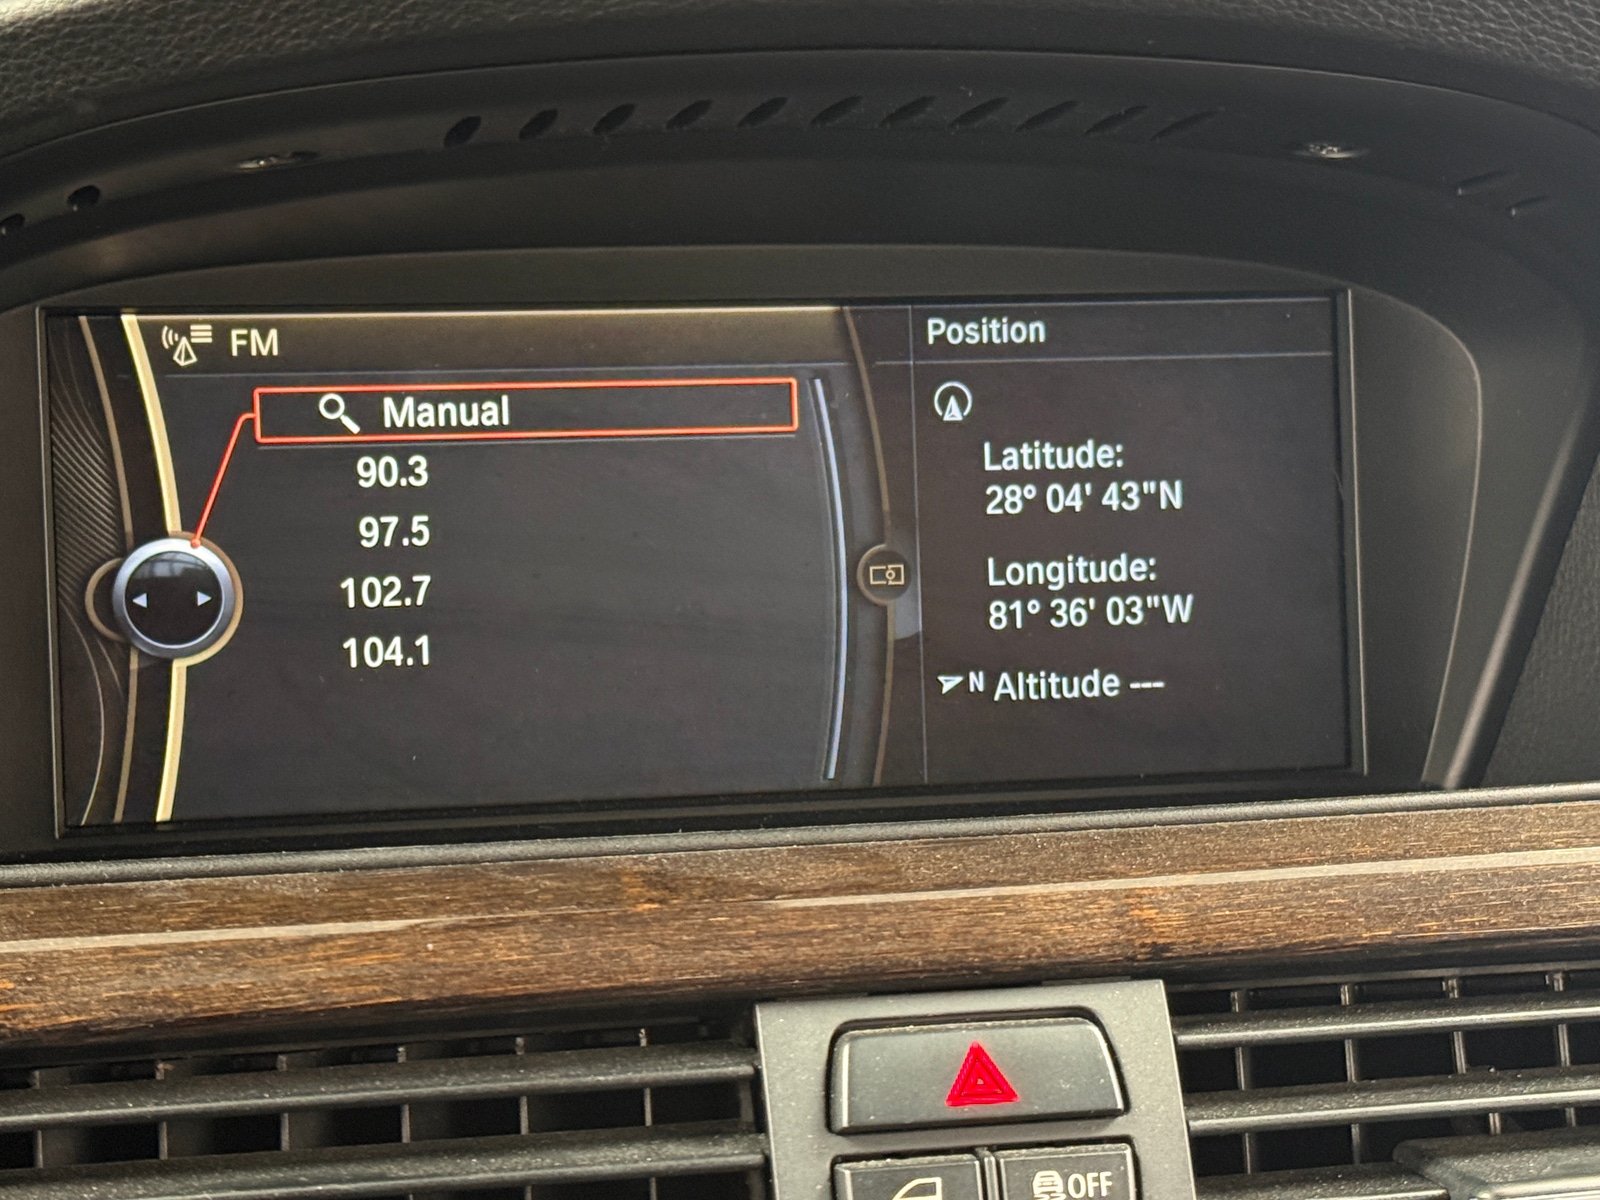 FM
Manual
90.3
97.5
102.7
104.1
Position
Latitude:
28° 04' 43"N
Longitude:
81° 36' 03"W
N Altitude ---
OFF